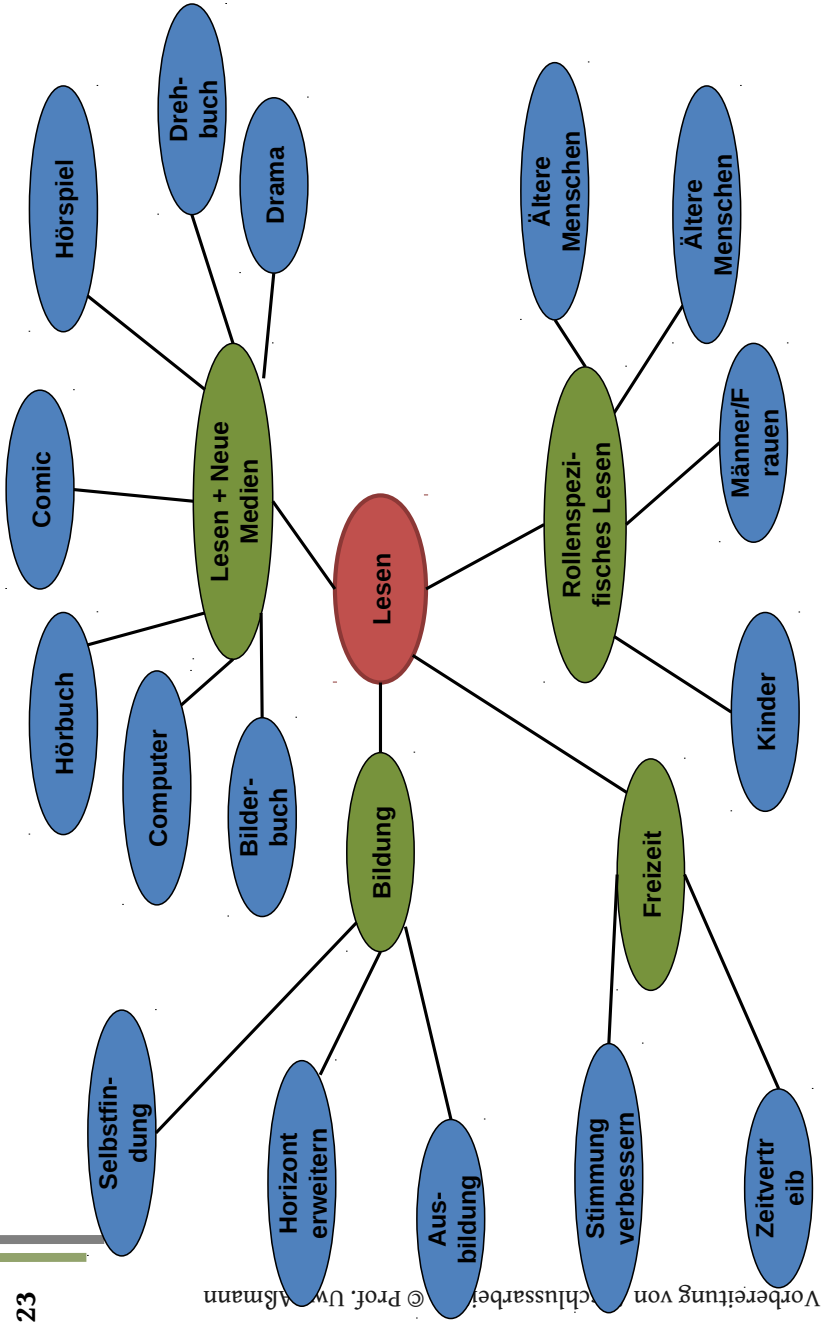 Selbstfin-
dung
Horizont
erweitern
Aus-
bildung
Stimmung
verbessern
Zeitvertr
eib
Hörbuch
Computer
Bilder-
buch
Bildung
Freizeit
Kinder
Comic
Lesen + Neue
Medien
Lesen
Rollenspezi-
fisches Lesen
Männer/F
rauen
Hörspiel
Dreh-
buch
Drama
Ältere
Menschen
Ältere
Menschen
23
Vorbereitung von © Prof. Aßmann